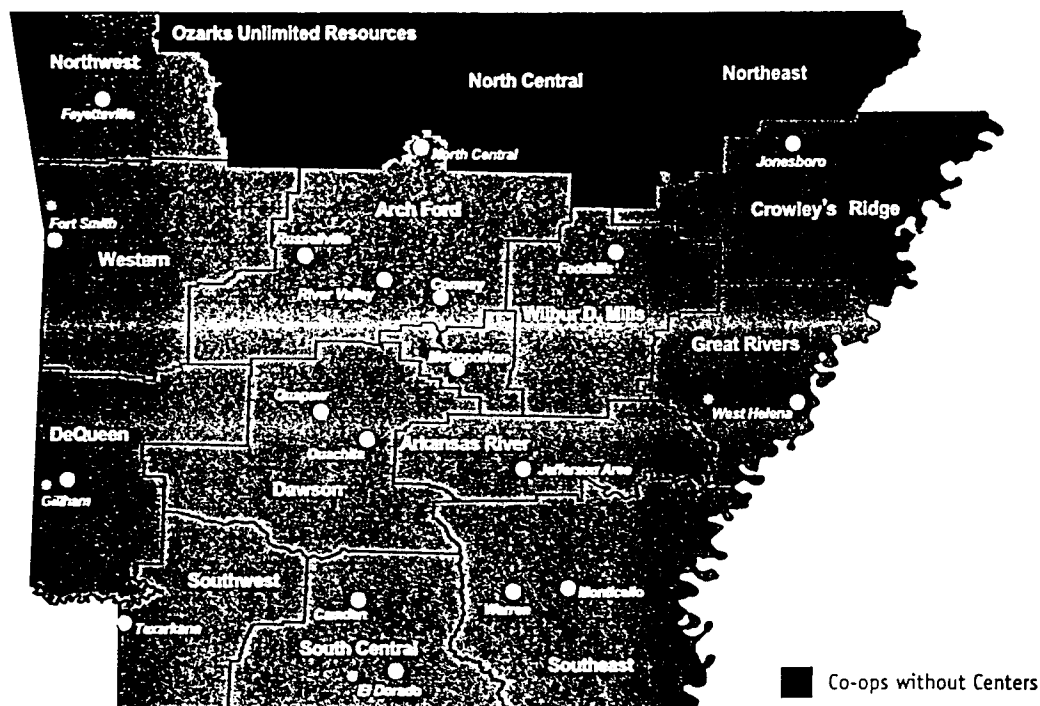 Ozarks Unlimited Resources
Northwest
North Central
Northeast
Fayetteville
North Central
Jonesboro
Arch Ford
Crowley's Ridge
Fort Smith
Russellville
Western
Foothills
River Valley
Conway
Wilbur D. Mills
Great Rivers
Metropolitan
Quapaw
West Helena
DeQueen
Arkansas River
Ouachita
Jefferson Area
Dawson
Gillham
Southwest
Warren
Monticello
Camden
Texarkana
South Central
Southeast
El Dorado
Co-ops without Centers